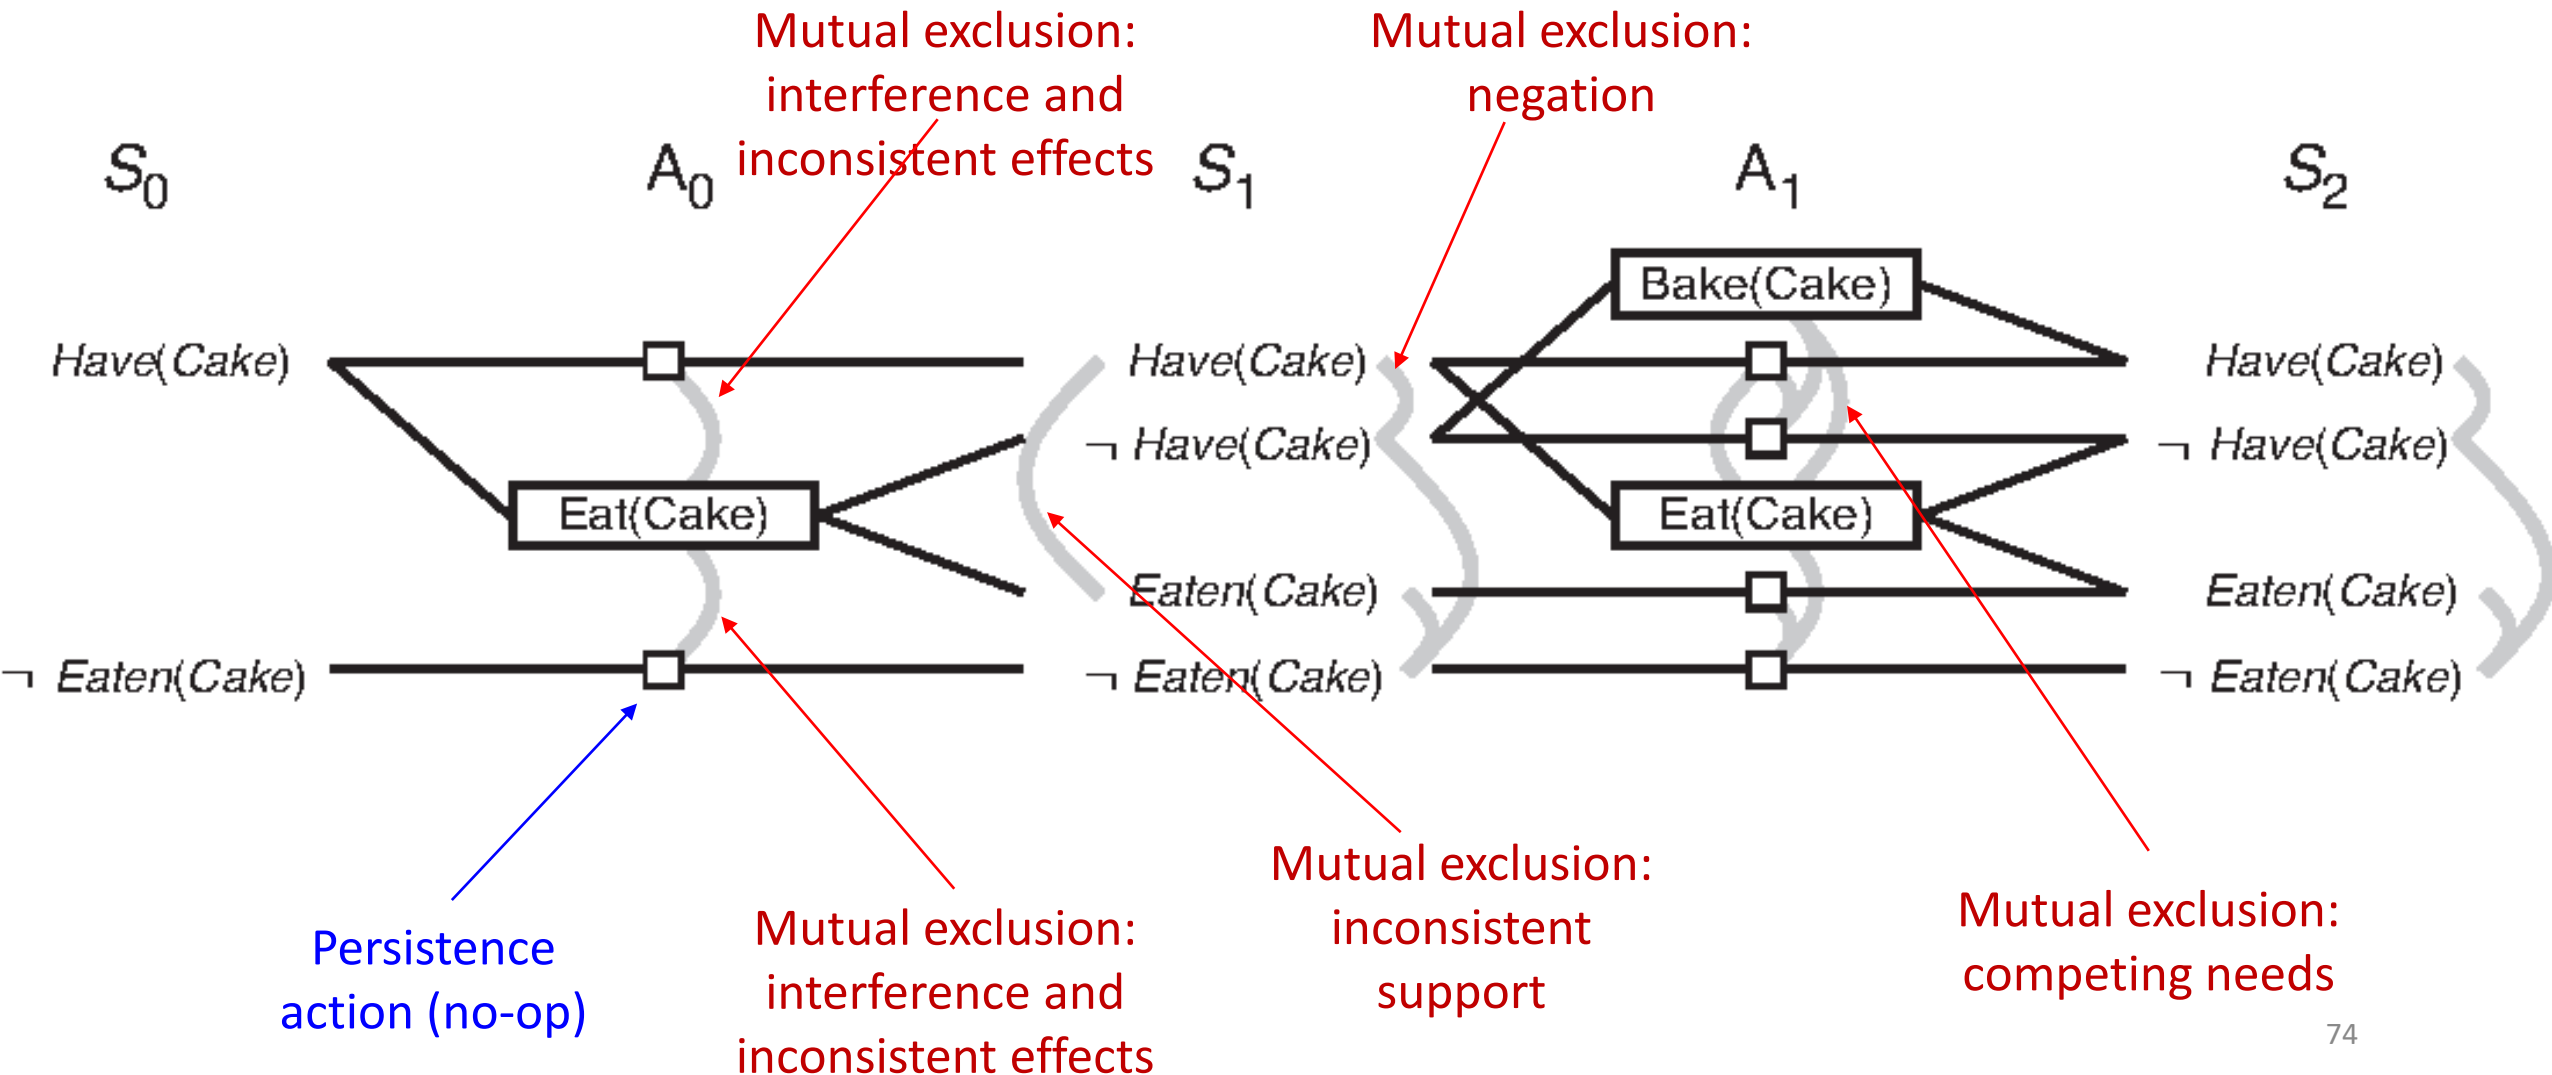 Mutual exclusion:
interference and
inconsistent effects
Mutual exclusion:
negation
S0
A0
S1
A1
S2
Bake(Cake)
Have(Cake)
Have(Cake)
Have(Cake)
¬ Have(Cake)
¬ Have(Cake)
Eat(Cake)
Eat(Cake)
Eaten(Cake)
Eaten(Cake)
¬ Eaten(Cake)
¬ Eaten(Cake)
¬ Eaten(Cake)
Persistence
action (no-op)
Mutual exclusion:
interference and
inconsistent effects
Mutual exclusion:
inconsistent
support
Mutual exclusion:
competing needs
74